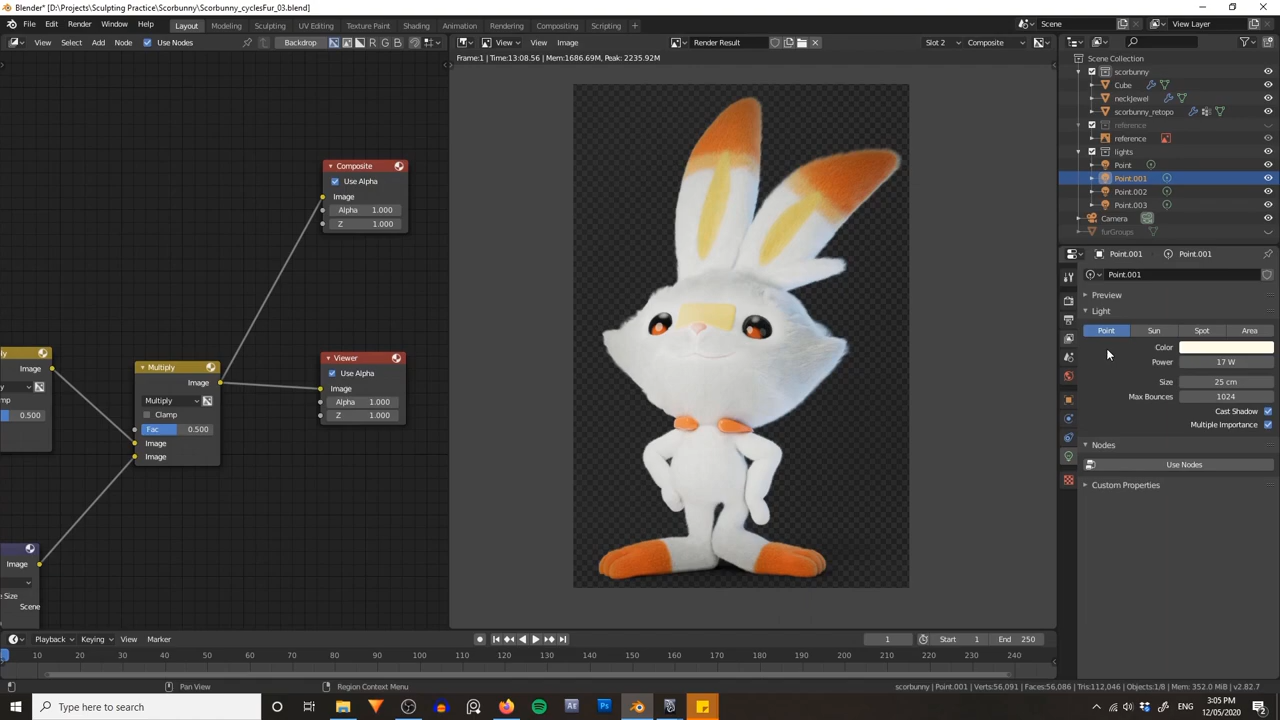 Blender* [D:\Projects\Sculpting Practice\Scorbunny\Scorbunny_cyclesFur_03.blend]
File Edit Render Window Help Layout Modeling Sculpting UV Editing Texture Paint Shading Animation Rendering Compositing Scripting + Scene View Layer
View Select Add Node Use Nodes Backdrop R G B View View Image Render Result Slot 2 Composite
Frame:1 | Time:13:08.56 | Mem:1686.69M, Peak: 2235.92M
Scene Collection
scorbunny
Cube
neckJewel
scorbunny_retopo
reference
reference
lights
Point
Point.001
Point.002
Point.003
Camera
furGroups
Composite
Use Alpha
Image
Alpha 1.000
Z 1.000
Viewer
Use Alpha
Image
Alpha 1.000
Z 1.000
Multiply
Image
Multiply
Clamp
Fac 0.500
Image
Image
ly
Image
mp
0.500
Image
Image
e Size
Scene
Point.001 Point.001
Point.001
Preview
Light
Point Sun Spot Area
Color
Power 17 W
Size 25 cm
Max Bounces 1024
Cast Shadow
Multiple Importance
Nodes
Use Nodes
Custom Properties
Playback Keying View Marker 1 Start 1 End 250
10 20 30 40 50 60 70 80 90 100 110 120 130 140 150 160 170 180 190 200 210 220 230 240
Pan View Region Context Menu scorbunny | Point.001 | Verts:56,091 | Faces:56,086 | Tris:112,046 | Objects:1/8 | Mem: 352.0 MiB | v2.82.7
Type here to search Ae Ps 3:05 PM
12/05/2020